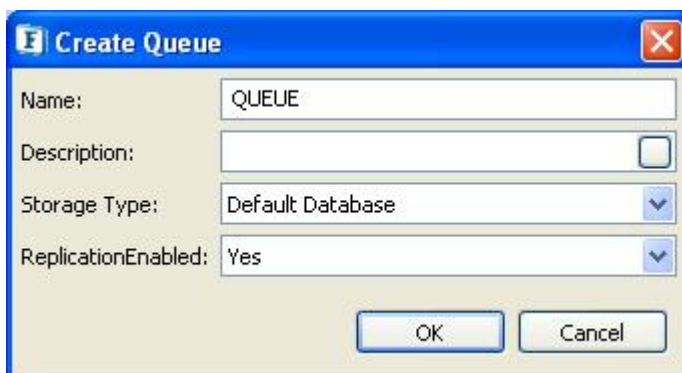 Create Queue
Name: QUEUE
Description:
Storage Type: Default Database
ReplicationEnabled: Yes
OK Cancel